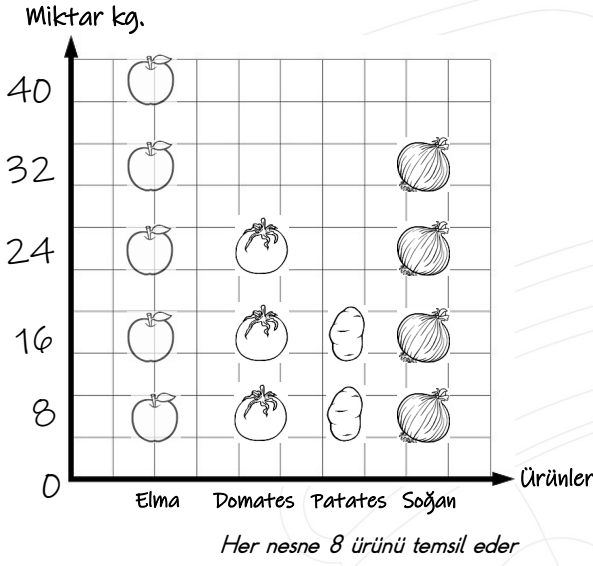 Miktar kg.
40
32
24
16
8
0
Ürünler
Elma Domates Patates Soğan
Her nesne 8 ürünü temsil eder